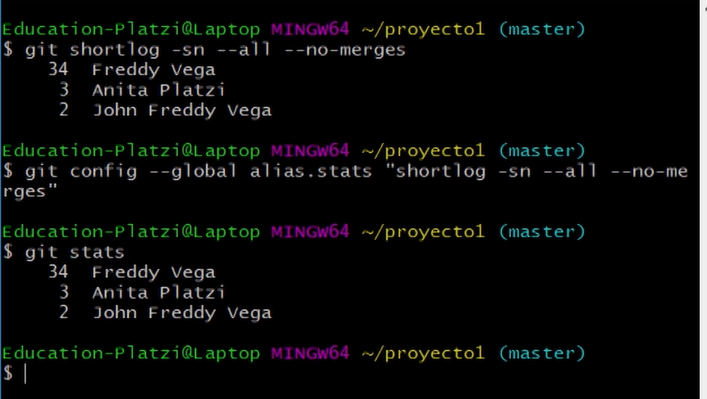 Education-Platzi@Laptop MINGW64 ~/proyecto1 (master)
$ git shortlog -sn --all --no-merges
    34  Freddy Vega
     3  Anita Platzi
     2  John Freddy Vega
Education-Platzi@Laptop MINGW64 ~/proyecto1 (master)
$ git config --global alias.stats "shortlog -sn --all --no-me
rges"
Education-Platzi@Laptop MINGW64 ~/proyecto1 (master)
$ git stats
    34  Freddy Vega
     3  Anita Platzi
     2  John Freddy Vega
Education-Platzi@Laptop MINGW64 ~/proyecto1 (master)
$